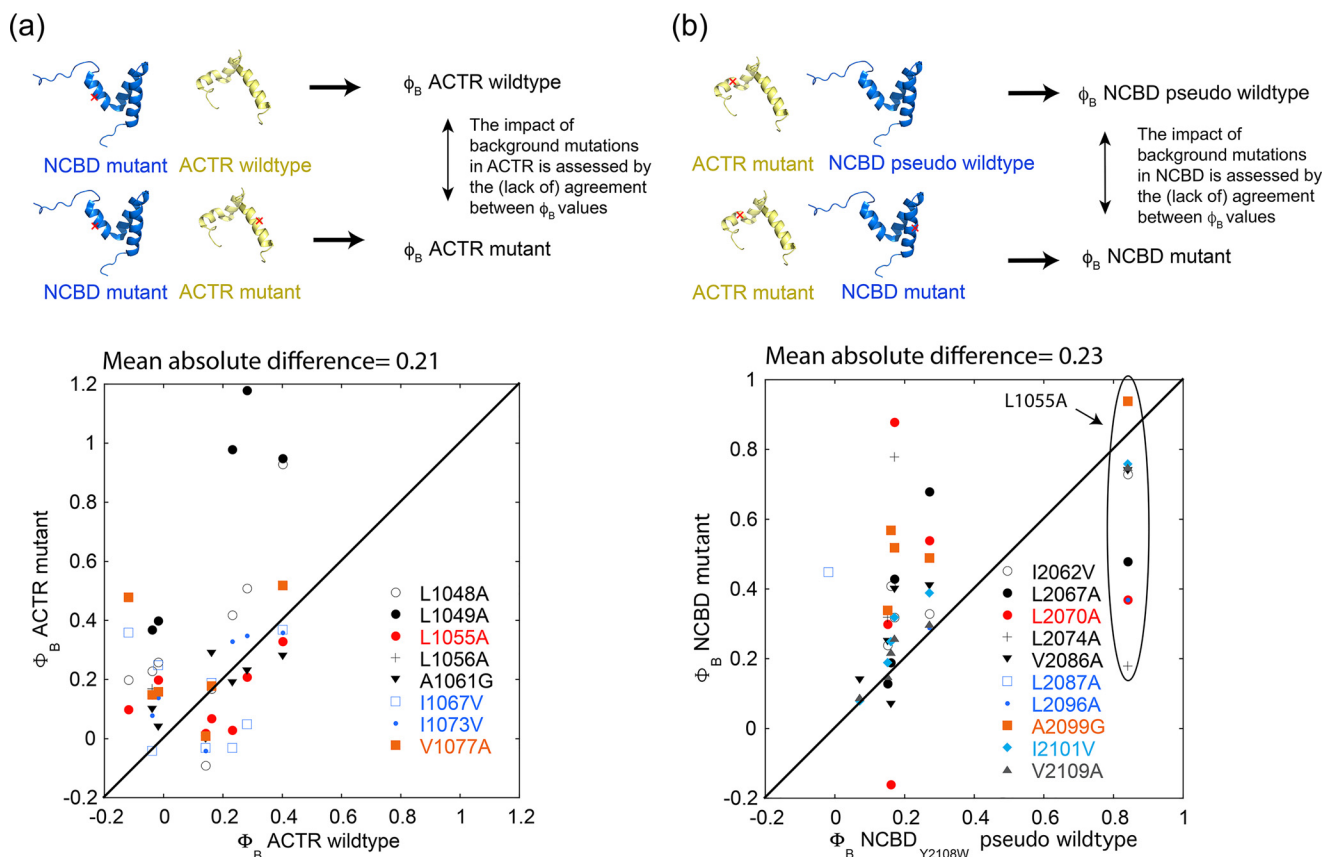 (a)
NCBD mutant
ACTR wildtype
ϕB ACTR wildtype
The impact of
background mutations
in ACTR is assessed by
the (lack of) agreement
between ϕB values
NCBD mutant
ACTR mutant
ϕB ACTR mutant
Mean absolute difference= 0.21
ΦB ACTR mutant
1.2
1
0.8
0.6
0.4
0.2
0
-0.2
L1048A
L1049A
L1055A
L1056A
A1061G
I1067V
I1073V
V1077A
-0.2
0
0.2
0.4
0.6
0.8
1
1.2
ΦB ACTR wildtype
(b)
ACTR mutant
NCBD pseudo wildtype
ϕB NCBD pseudo wildtype
The impact of
background mutations
in NCBD is assessed by
the (lack of) agreement
between ϕB values
ACTR mutant
NCBD mutant
ϕB NCBD mutant
Mean absolute difference= 0.23
ΦB NCBD mutant
1
0.8
0.6
0.4
0.2
0
-0.2
L1055A
I2062V
L2067A
L2070A
L2074A
V2086A
L2087A
L2096A
A2099G
I2101V
V2109A
-0.2
0
0.2
0.4
0.6
0.8
1
ΦB NCBD Y2108W pseudo wildtype